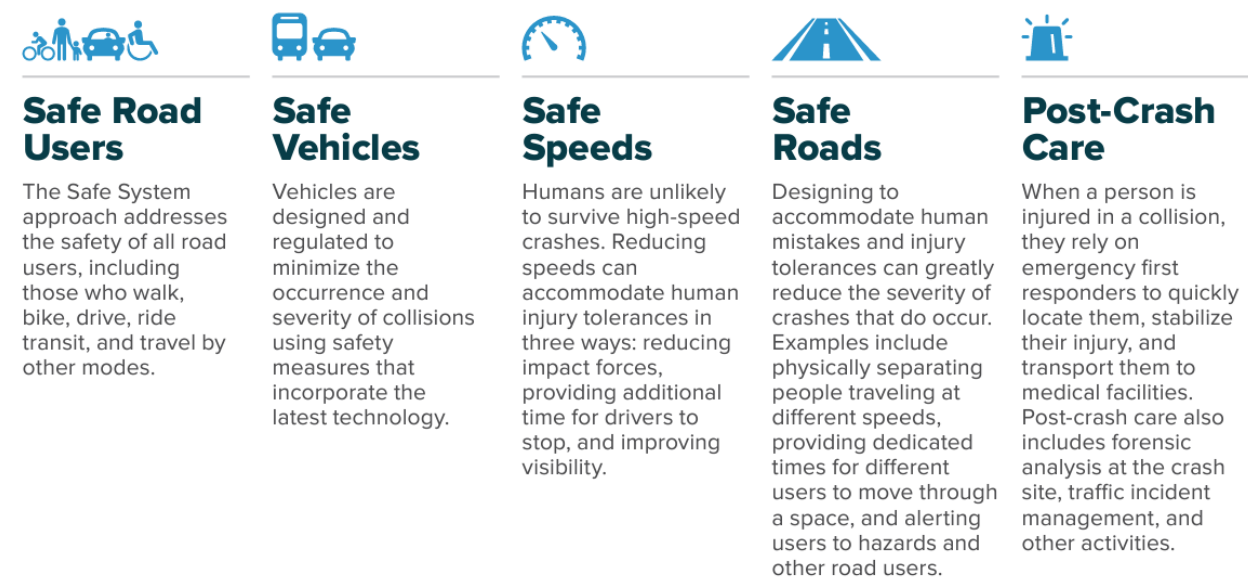 Safe Road
Users
The Safe System
approach addresses
the safety of all road
users, including
those who walk,
bike, drive, ride
transit, and travel by
other modes.
Safe
Vehicles
Vehicles are
designed and
regulated to
minimize the
occurrence and
severity of collisions
using safety
measures that
incorporate the
latest technology.
Safe
Speeds
Humans are unlikely
to survive high-speed
crashes. Reducing
speeds can
accommodate human
injury tolerances in
three ways: reducing
impact forces,
providing additional
time for drivers to
stop, and improving
visibility.
Safe
Roads
Designing to
accommodate human
mistakes and injury
tolerances can greatly
reduce the severity of
crashes that do occur.
Examples include
physically separating
people traveling at
different speeds,
providing dedicated
times for different
users to move through
a space, and alerting
users to hazards and
other road users.
Post-Crash
Care
When a person is
injured in a collision,
they rely on
emergency first
responders to quickly
locate them, stabilize
their injury, and
transport them to
medical facilities.
Post-crash care also
includes forensic
analysis at the crash
site, traffic incident
management, and
other activities.